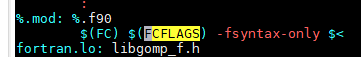 :
%.mod: %.f90
$(FC) $(FCFLAGS) -fsyntax-only $<
fortran.lo: libgomp_f.h